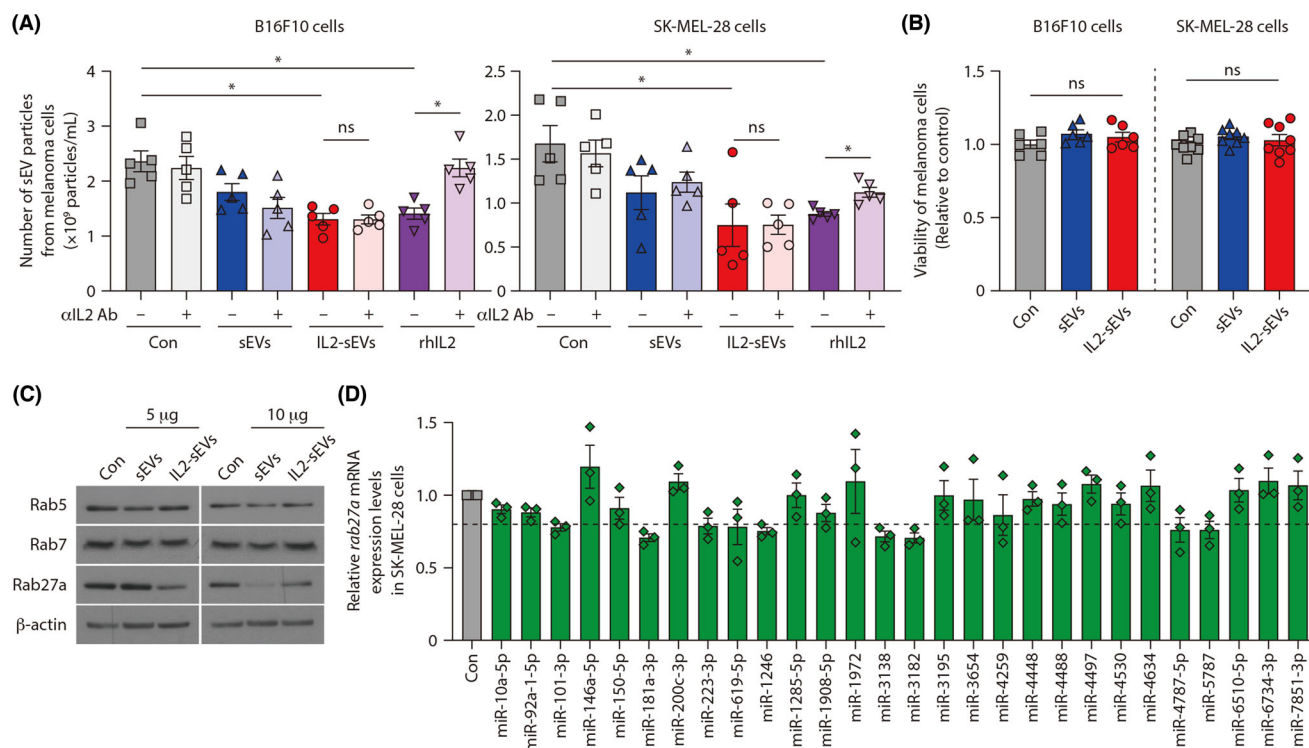 (A)
B16F10 cells
SK-MEL-28 cells
Number of sEV particles
from melanoma cells
(×10⁹ particles/mL)
4
3
2
1
0
*
*
ns
*
2.5
2.0
1.5
1.0
0.5
0
*
*
ns
*
αIL2 Ab − + − + − + − +
Con sEVs IL2-sEVs rhIL2
αIL2 Ab − + − + − + − +
Con sEVs IL2-sEVs rhIL2
(B)
B16F10 cells SK-MEL-28 cells
Viability of melanoma cells
(Relative to control)
1.5
1.0
0.5
0
ns
ns
Con sEVs IL2-sEVs Con sEVs IL2-sEVs
(C)
5 μg 10 μg
Con sEVs IL2-sEVs Con sEVs IL2-sEVs
Rab5
Rab7
Rab27a
β-actin
(D)
Relative rab27a mRNA
expression levels
in SK-MEL-28 cells
1.5
1.0
0.5
0
Con
miR-10a-5p
miR-92a-1-5p
miR-101-3p
miR-146a-5p
miR-150-5p
miR-181a-3p
miR-200c-3p
miR-223-3p
miR-619-5p
miR-1246
miR-1285-5p
miR-1908-5p
miR-1972
miR-3138
miR-3182
miR-3195
miR-3654
miR-4259
miR-4448
miR-4488
miR-4497
miR-4530
miR-4634
miR-4787-5p
miR-5787
miR-6510-5p
miR-6734-3p
miR-7851-3p